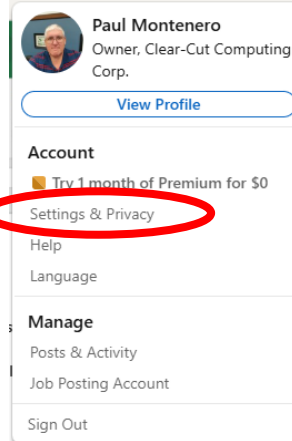 Paul Montenero
Owner, Clear-Cut Computing
Corp.
View Profile
Account
Try 1 month of Premium for $0
Settings & Privacy
Help
Language
Manage
Posts & Activity
Job Posting Account
Sign Out